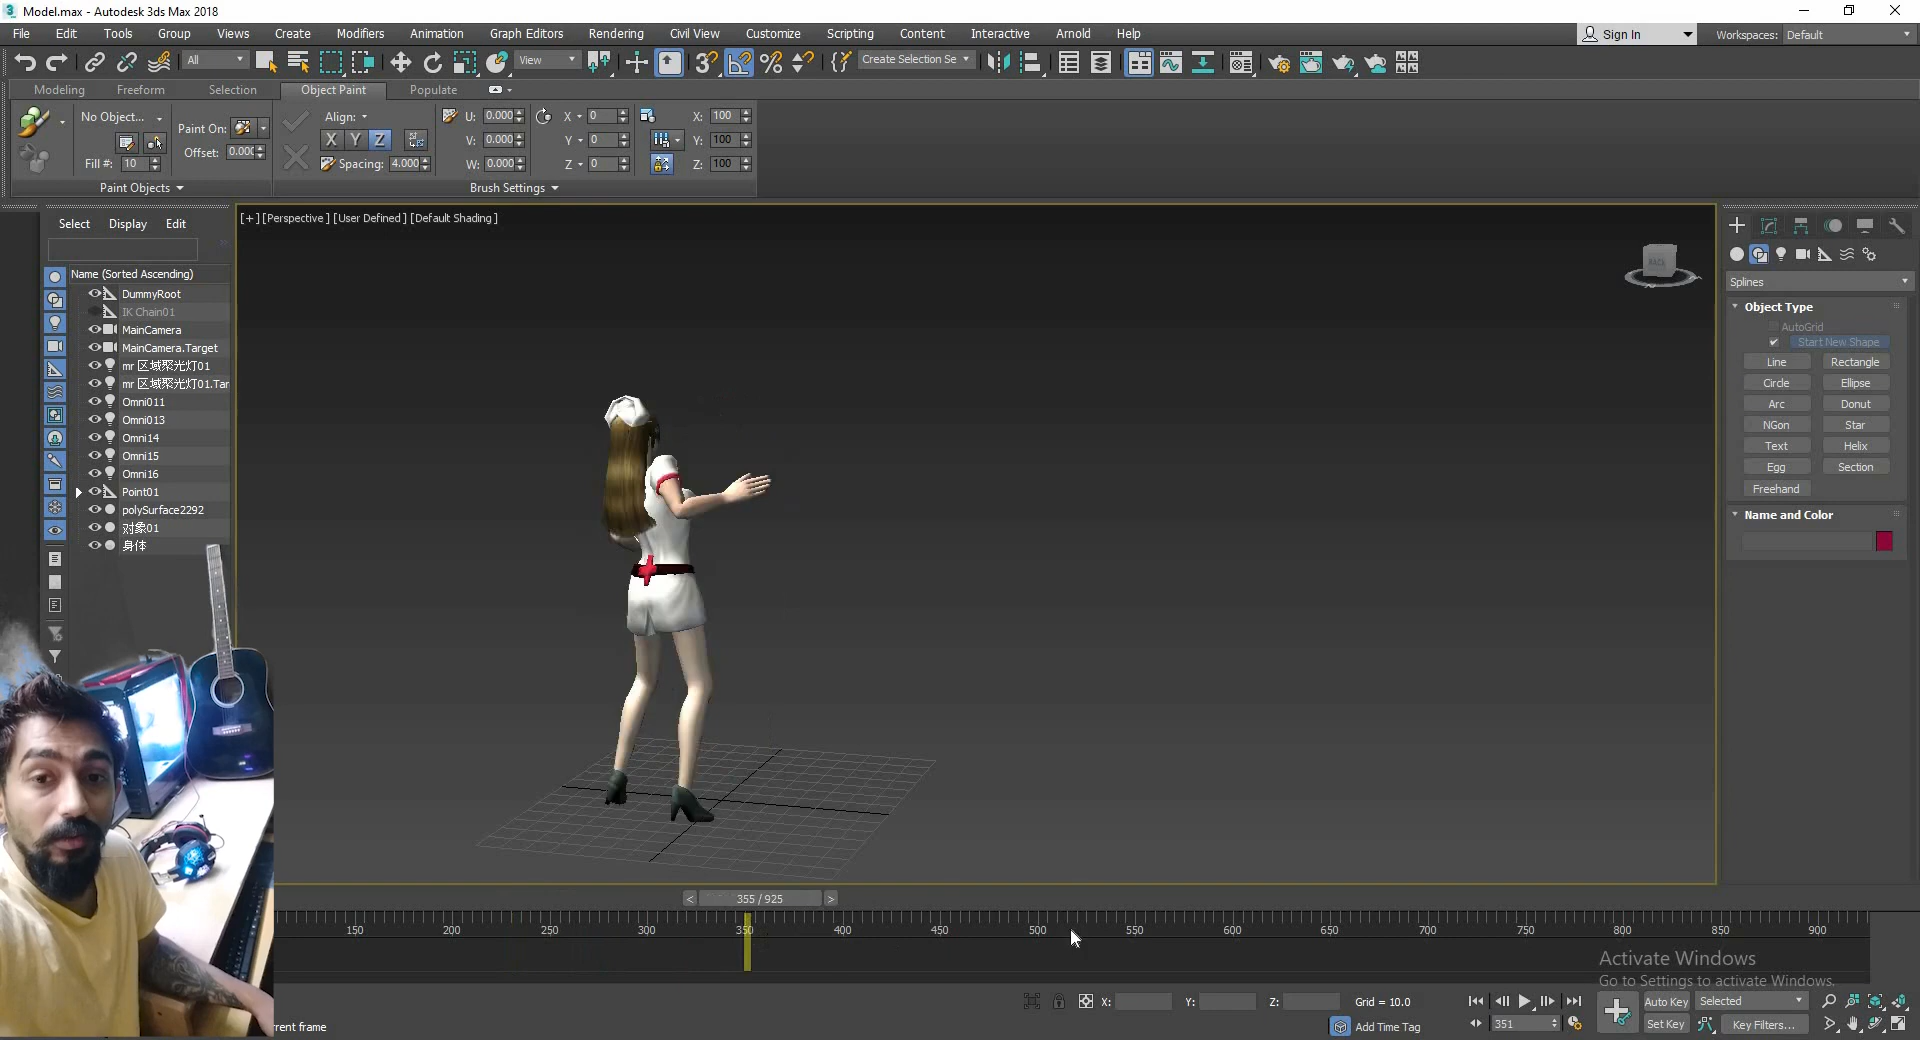 Model.max - Autodesk 3ds Max 2018
File Edit Tools Group Views Create Modifiers Animation Graph Editors Rendering Civil View Customize Scripting Content Interactive Arnold Help
Sign In Workspaces: Default
All View Create Selection Se
Modeling Freeform Selection Object Paint Populate
No Object... Align: U: 0.000 X 0 X: 100
Paint On: X Y Z V: 0.000 Y 0 Y: 100
Offset: 0.000
Fill #: 10 Spacing: 4.000 W: 0.000 Z 0 Z: 100
Paint Objects Brush Settings
Select Display Edit
[+] [Perspective ] [User Defined ] [Default Shading ]
Name (Sorted Ascending)
DummyRoot
IK Chain01
MainCamera
MainCamera.Target
mr 区域聚光灯01
mr 区域聚光灯01.Tar
Omni011
Omni013
Omni14
Omni15
Omni16
Point01
polySurface2292
对象01
身体
BACK
Splines
Object Type
AutoGrid
Start New Shape
Line Rectangle
Circle Ellipse
Arc Donut
NGon Star
Text Helix
Egg Section
Freehand
Name and Color
< 355 / 925 >
150 200 250 300 350 400 450 500 550 600 650 700 750 800 850 900
Activate Windows
Go to Settings to activate Windows.
X: Y: Z: Grid = 10.0 Auto Key Selected
rrent frame Add Time Tag 351 Set Key Key Filters...